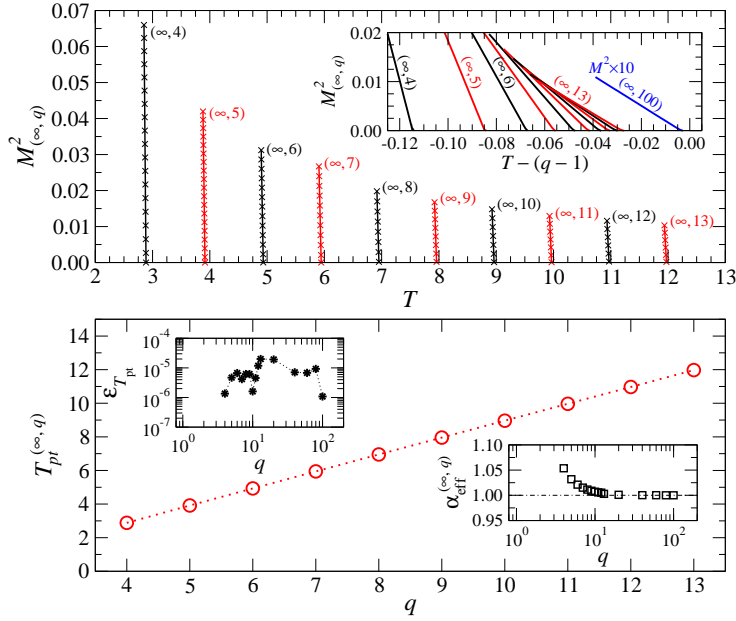 0.07
0.06
0.05
0.04
0.03
0.02
0.01
0.00
M²(∞, q)
(∞, 4)
(∞, 5)
(∞, 6)
(∞, 7)
(∞, 8)
(∞, 9)
(∞, 10)
(∞, 11)
(∞, 12)
(∞, 13)
2 3 4 5 6 7 8 9 10 11 12 13
T
0.02
0.01
0.00
M²(∞, q)
(∞, 4)
(∞, 5)
(∞, 6)
(∞, 13)
M²×10
(∞, 100)
-0.12 -0.10 -0.08 -0.06 -0.04 -0.02 0.00
T − (q − 1)
14
12
10
8
6
4
2
0
T_pt^(∞, q)
4 5 6 7 8 9 10 11 12 13
q
10⁻⁴
10⁻⁵
10⁻⁶
10⁻⁷
ε_T_pt
10⁰ 10¹ 10²
q
1.10
1.05
1.00
0.95
α_eff^(∞, q)
10⁰ 10¹ 10²
q